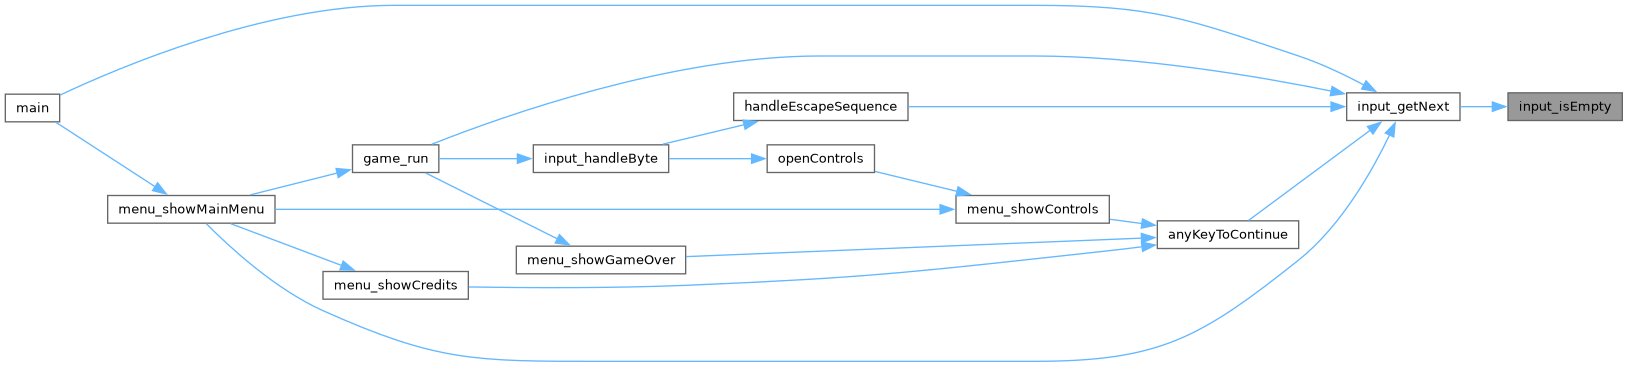 main
menu_showMainMenu
game_run
menu_showCredits
input_handleByte
menu_showGameOver
handleEscapeSequence
openControls
menu_showControls
anyKeyToContinue
input_getNext
input_isEmpty